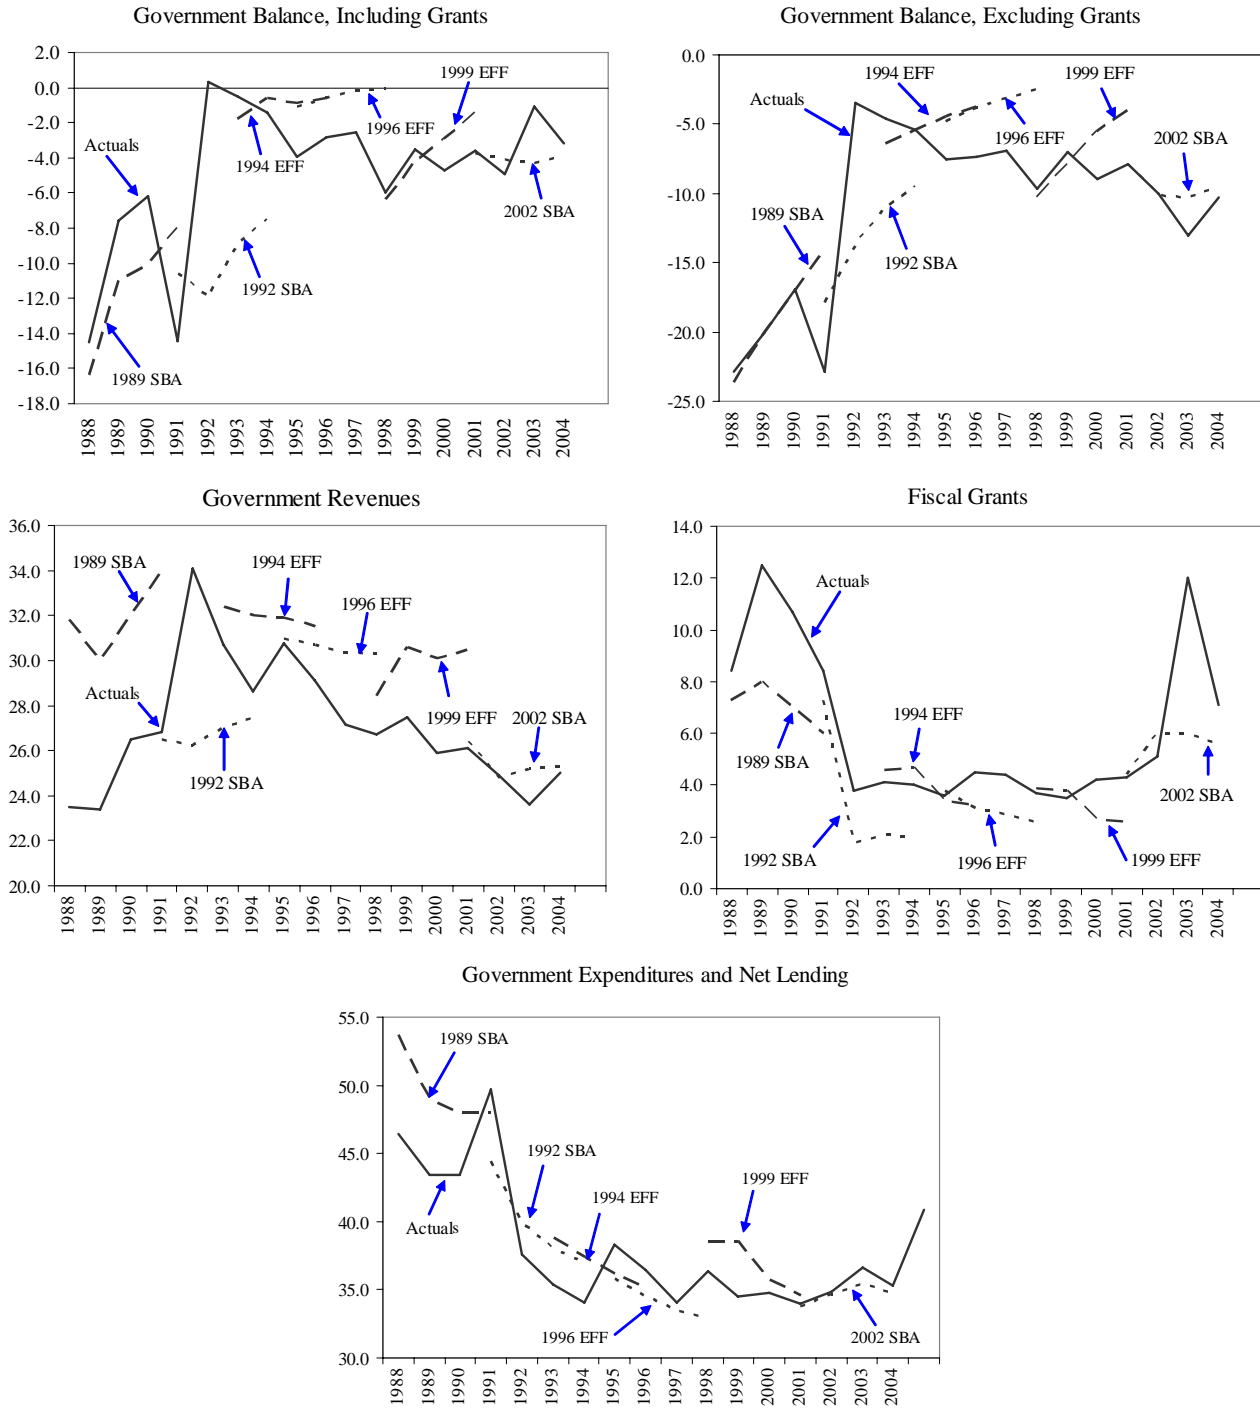 Government Balance, Including Grants
2.0
0.0
-2.0
-4.0
-6.0
-8.0
-10.0
-12.0
-14.0
-16.0
-18.0
Actuals
1989 SBA
1994 EFF
1992 SBA
1996 EFF
1999 EFF
2002 SBA
1988 1989 1990 1991 1992 1993 1994 1995 1996 1997 1998 1999 2000 2001 2002 2003 2004
Government Balance, Excluding Grants
0.0
-5.0
-10.0
-15.0
-20.0
-25.0
Actuals
1994 EFF
1999 EFF
1996 EFF
2002 SBA
1989 SBA
1992 SBA
1988 1989 1990 1991 1992 1993 1994 1995 1996 1997 1998 1999 2000 2001 2002 2003 2004
Government Revenues
36.0
34.0
32.0
30.0
28.0
26.0
24.0
22.0
20.0
1989 SBA
1994 EFF
1996 EFF
Actuals
1999 EFF
2002 SBA
1992 SBA
1988 1989 1990 1991 1992 1993 1994 1995 1996 1997 1998 1999 2000 2001 2002 2003 2004
Fiscal Grants
14.0
12.0
10.0
8.0
6.0
4.0
2.0
0.0
Actuals
1994 EFF
1989 SBA
2002 SBA
1992 SBA
1996 EFF
1999 EFF
1988 1989 1990 1991 1992 1993 1994 1995 1996 1997 1998 1999 2000 2001 2002 2003 2004
Government Expenditures and Net Lending
55.0
50.0
45.0
40.0
35.0
30.0
1989 SBA
1992 SBA
1994 EFF
1999 EFF
Actuals
1996 EFF
2002 SBA
1988 1989 1990 1991 1992 1993 1994 1995 1996 1997 1998 1999 2000 2001 2002 2003 2004